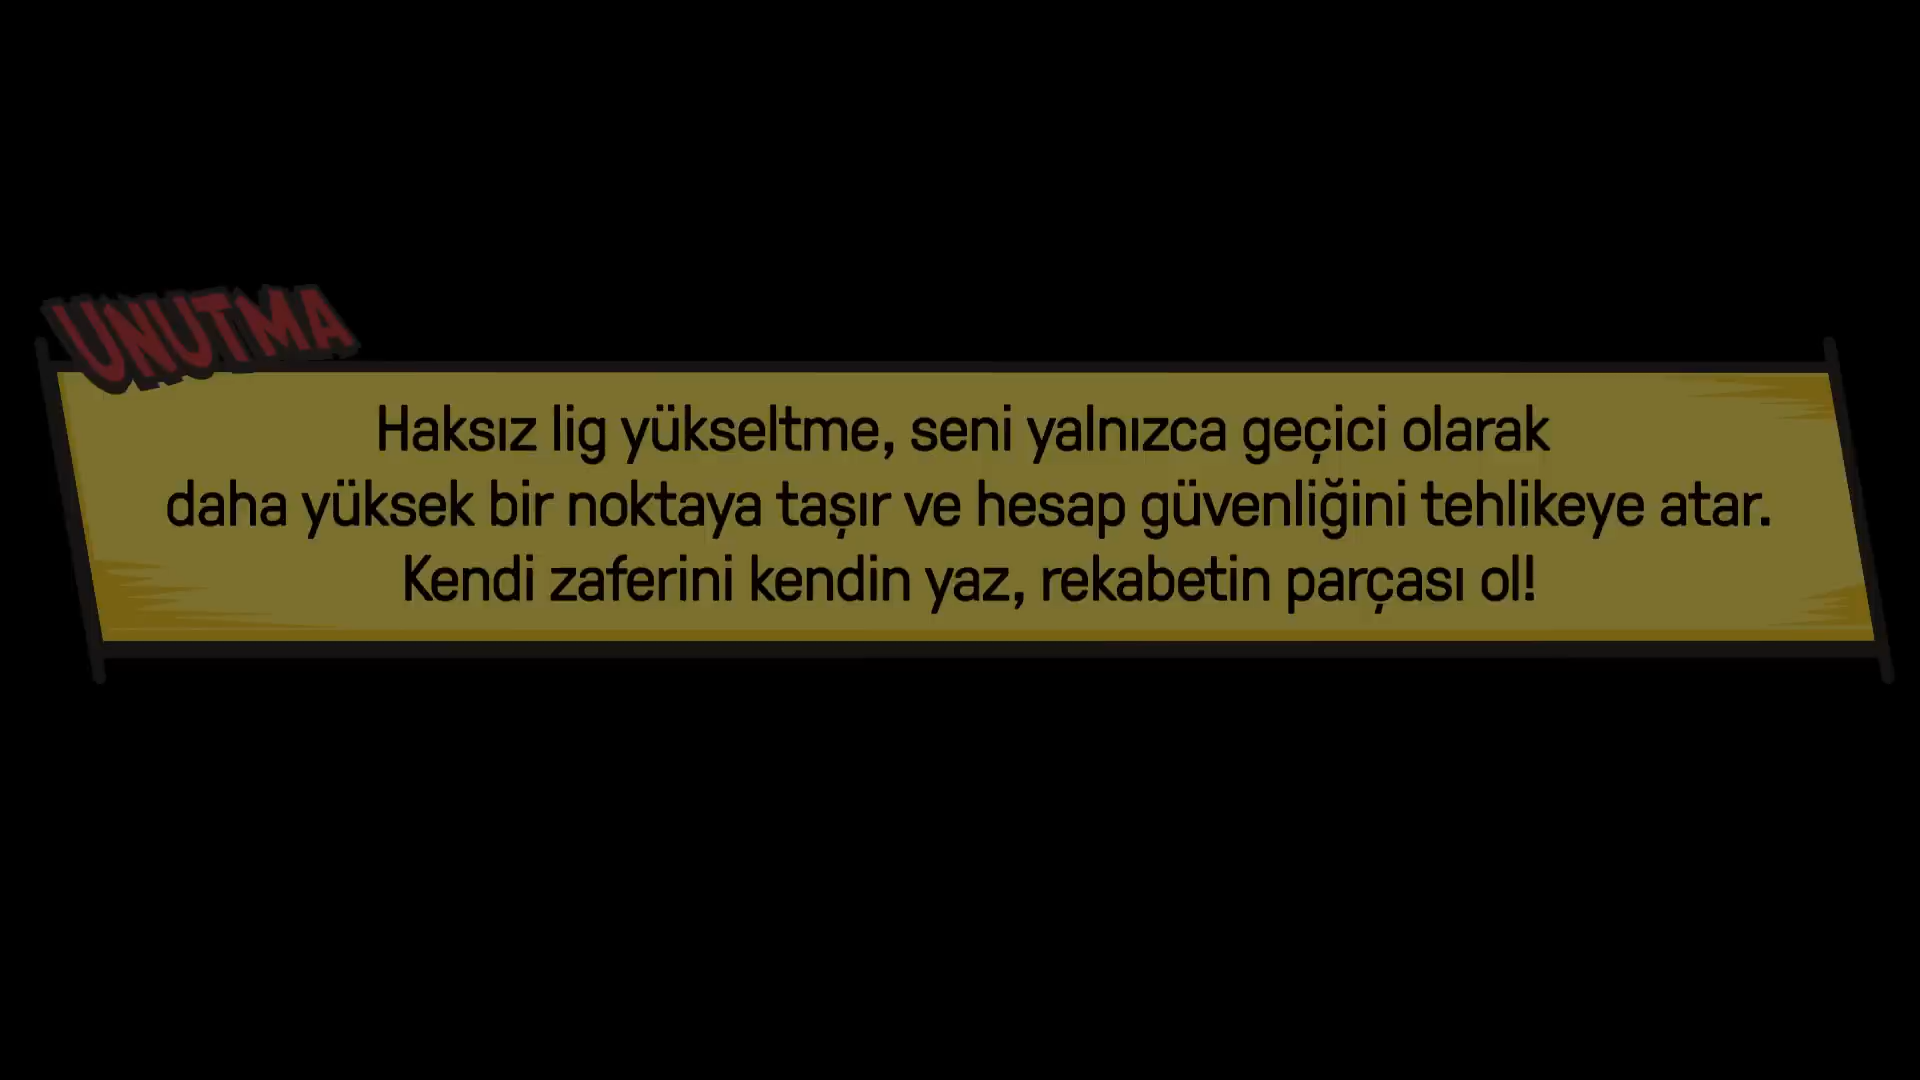 UNUTMA
Haksız lig yükseltme, seni yalnızca geçici olarak
daha yüksek bir noktaya taşır ve hesap güvenliğini tehlikeye atar.
Kendi zaferini kendin yaz, rekabetin parçası ol!